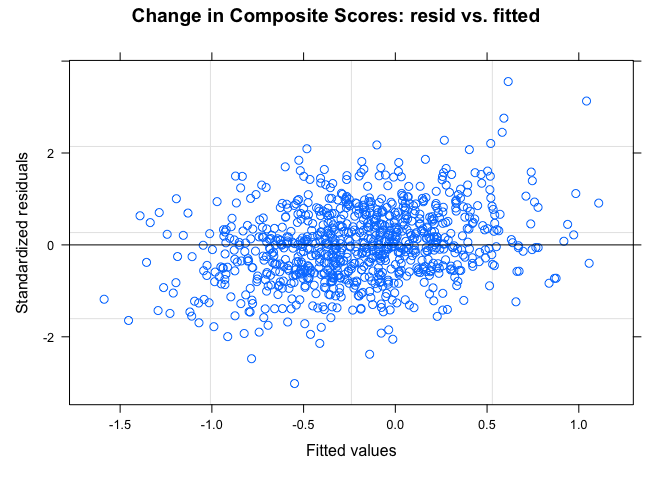 Change in Composite Scores: resid vs. fitted
Standardized residuals
2
0
-2
-1.5 -1.0 -0.5 0.0 0.5 1.0
Fitted values